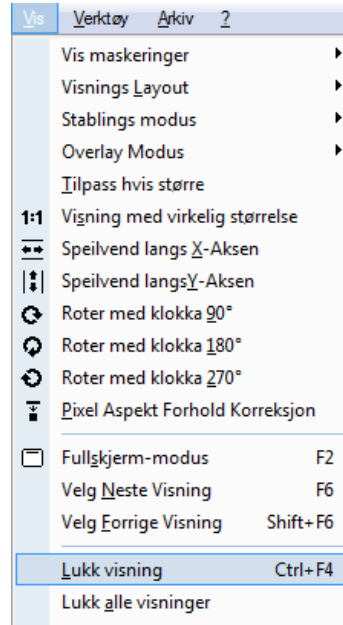 Vis Verktøy Arkiv ?
Vis maskeringer
Visnings Layout
Stablings modus
Overlay Modus
Tilpass hvis større
1:1 Visning med virkelig størrelse
Speilvend langs X-Aksen
Speilvend langsY-Aksen
Roter med klokka 90°
Roter med klokka 180°
Roter med klokka 270°
Pixel Aspekt Forhold Korreksjon
Fullskjerm-modus F2
Velg Neste Visning F6
Velg Forrige Visning Shift+F6
Lukk visning Ctrl+F4
Lukk alle visninger